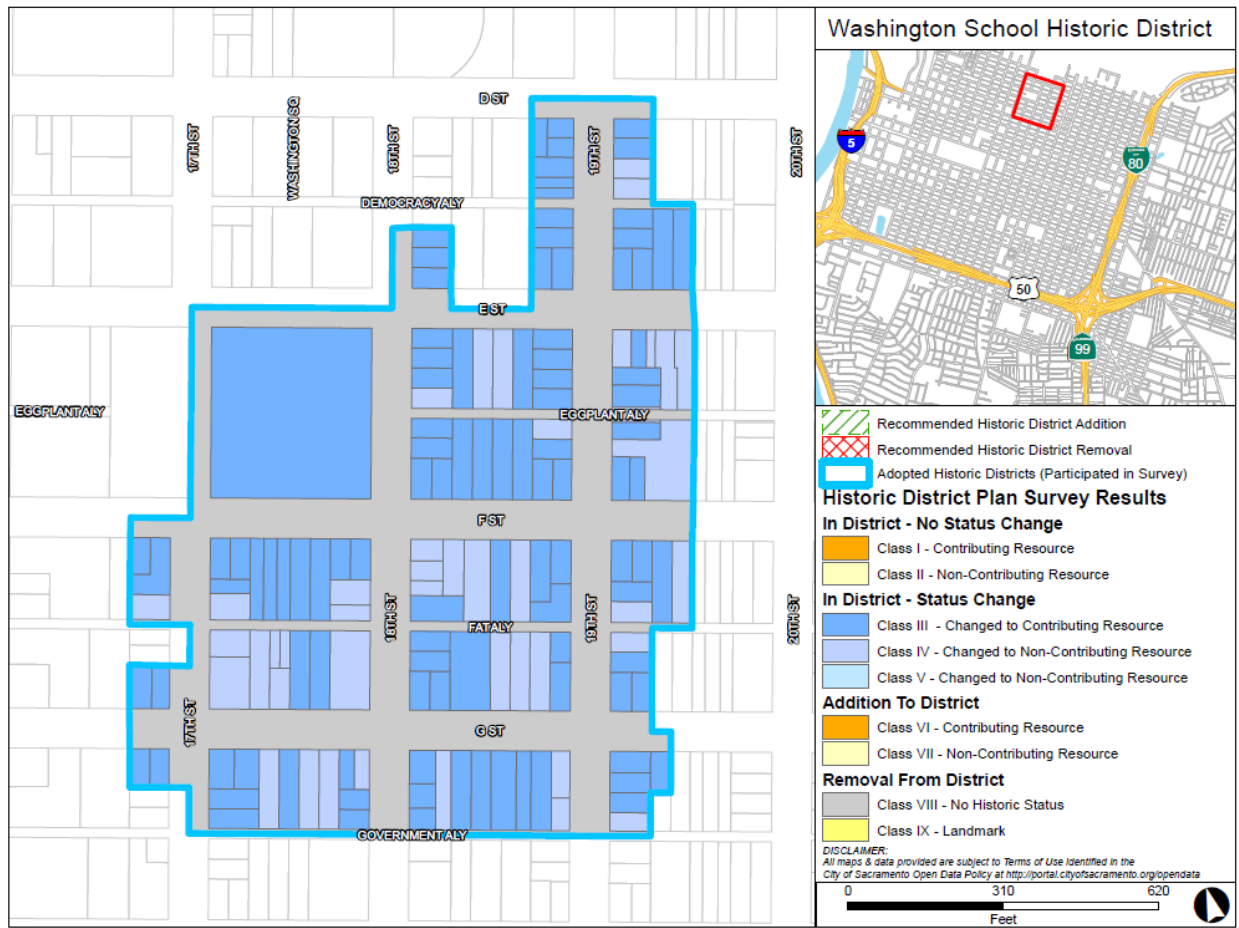 Washington School Historic District
D ST
17TH ST
WASHINGTON SQ
18TH ST
19TH ST
20TH ST
DEMOCRACY ALY
E ST
EGGPLANT ALY
EGGPLANT ALY
F ST
18TH ST
19TH ST
20TH ST
FAT ALY
17TH ST
G ST
GOVERNMENT ALY
5
80
50
99
Recommended Historic District Addition
Recommended Historic District Removal
Adopted Historic Districts (Participated in Survey)
Historic District Plan Survey Results
In District - No Status Change
Class I - Contributing Resource
Class II - Non-Contributing Resource
In District - Status Change
Class III - Changed to Contributing Resource
Class IV - Changed to Non-Contributing Resource
Class V - Changed to Non-Contributing Resource
Addition To District
Class VI - Contributing Resource
Class VII - Non-Contributing Resource
Removal From District
Class VIII - No Historic Status
Class IX - Landmark
DISCLAIMER:
All maps & data provided are subject to Terms of Use Identified in the
City of Sacramento Open Data Policy at http://portal.cityofsacramento.org/opendata
0 310 620
Feet